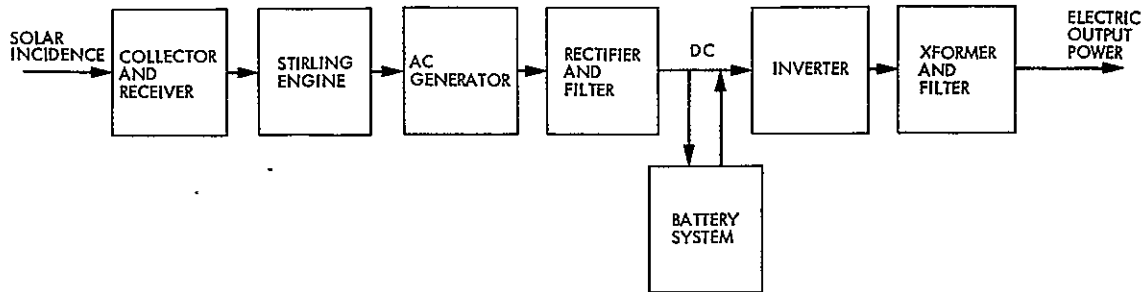 SOLAR
INCIDENCE
COLLECTOR
AND
RECEIVER
STIRLING
ENGINE
AC
GENERATOR
RECTIFIER
AND
FILTER
DC
INVERTER
XFORMER
AND
FILTER
ELECTRIC
OUTPUT
POWER
BATTERY
SYSTEM